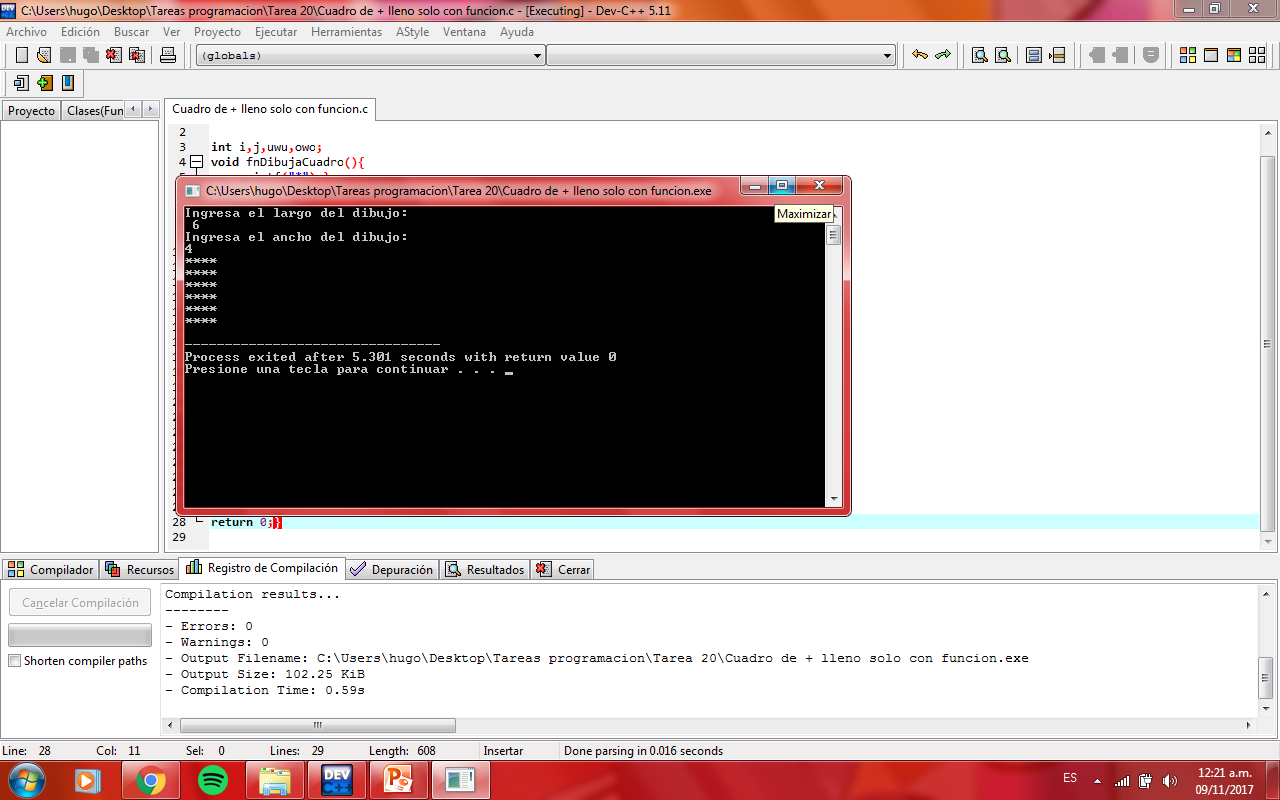 C:\Users\hugo\Desktop\Tareas programacion\Tarea 20\Cuadro de + lleno solo con funcion.c - [Executing] - Dev-C++ 5.11
Archivo Edición Buscar Ver Proyecto Ejecutar Herramientas AStyle Ventana Ayuda
(globals)
Proyecto Clases(Fun
Cuadro de + lleno solo con funcion.c
2
3 int i,j,uwu,owo;
4 void fnDibujaCuadro(){
C:\Users\hugo\Desktop\Tareas programacion\Tarea 20\Cuadro de + lleno solo con funcion.exe
Maximizar
Ingresa el largo del dibujo:
6
Ingresa el ancho del dibujo:
4
****
****
****
****
****
****
--------------------------------
Process exited after 5.301 seconds with return value 0
Presione una tecla para continuar . . . _
28 return 0;}
29
Compilador Recursos Registro de Compilación Depuración Resultados Cerrar
Cancelar Compilación
Shorten compiler paths
Compilation results...
--------
- Errors: 0
- Warnings: 0
- Output Filename: C:\Users\hugo\Desktop\Tareas programacion\Tarea 20\Cuadro de + lleno solo con funcion.exe
- Output Size: 102.25 KiB
- Compilation Time: 0.59s
Line: 28 Col: 11 Sel: 0 Lines: 29 Length: 608 Insertar Done parsing in 0.016 seconds
DEV C++
ES
12:21 a.m.
09/11/2017